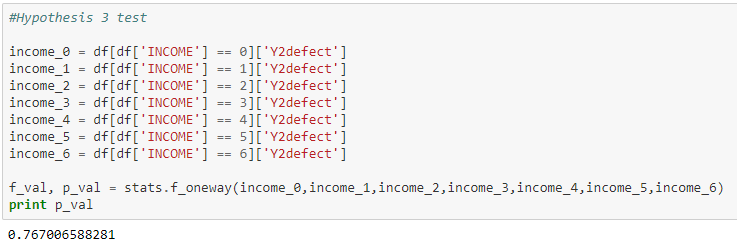 #Hypothesis 3 test
income_0 = df[df['INCOME'] == 0]['Y2defect']
income_1 = df[df['INCOME'] == 1]['Y2defect']
income_2 = df[df['INCOME'] == 2]['Y2defect']
income_3 = df[df['INCOME'] == 3]['Y2defect']
income_4 = df[df['INCOME'] == 4]['Y2defect']
income_5 = df[df['INCOME'] == 5]['Y2defect']
income_6 = df[df['INCOME'] == 6]['Y2defect']
f_val, p_val = stats.f_oneway(income_0,income_1,income_2,income_3,income_4,income_5,income_6)
print p_val
0.767006588281